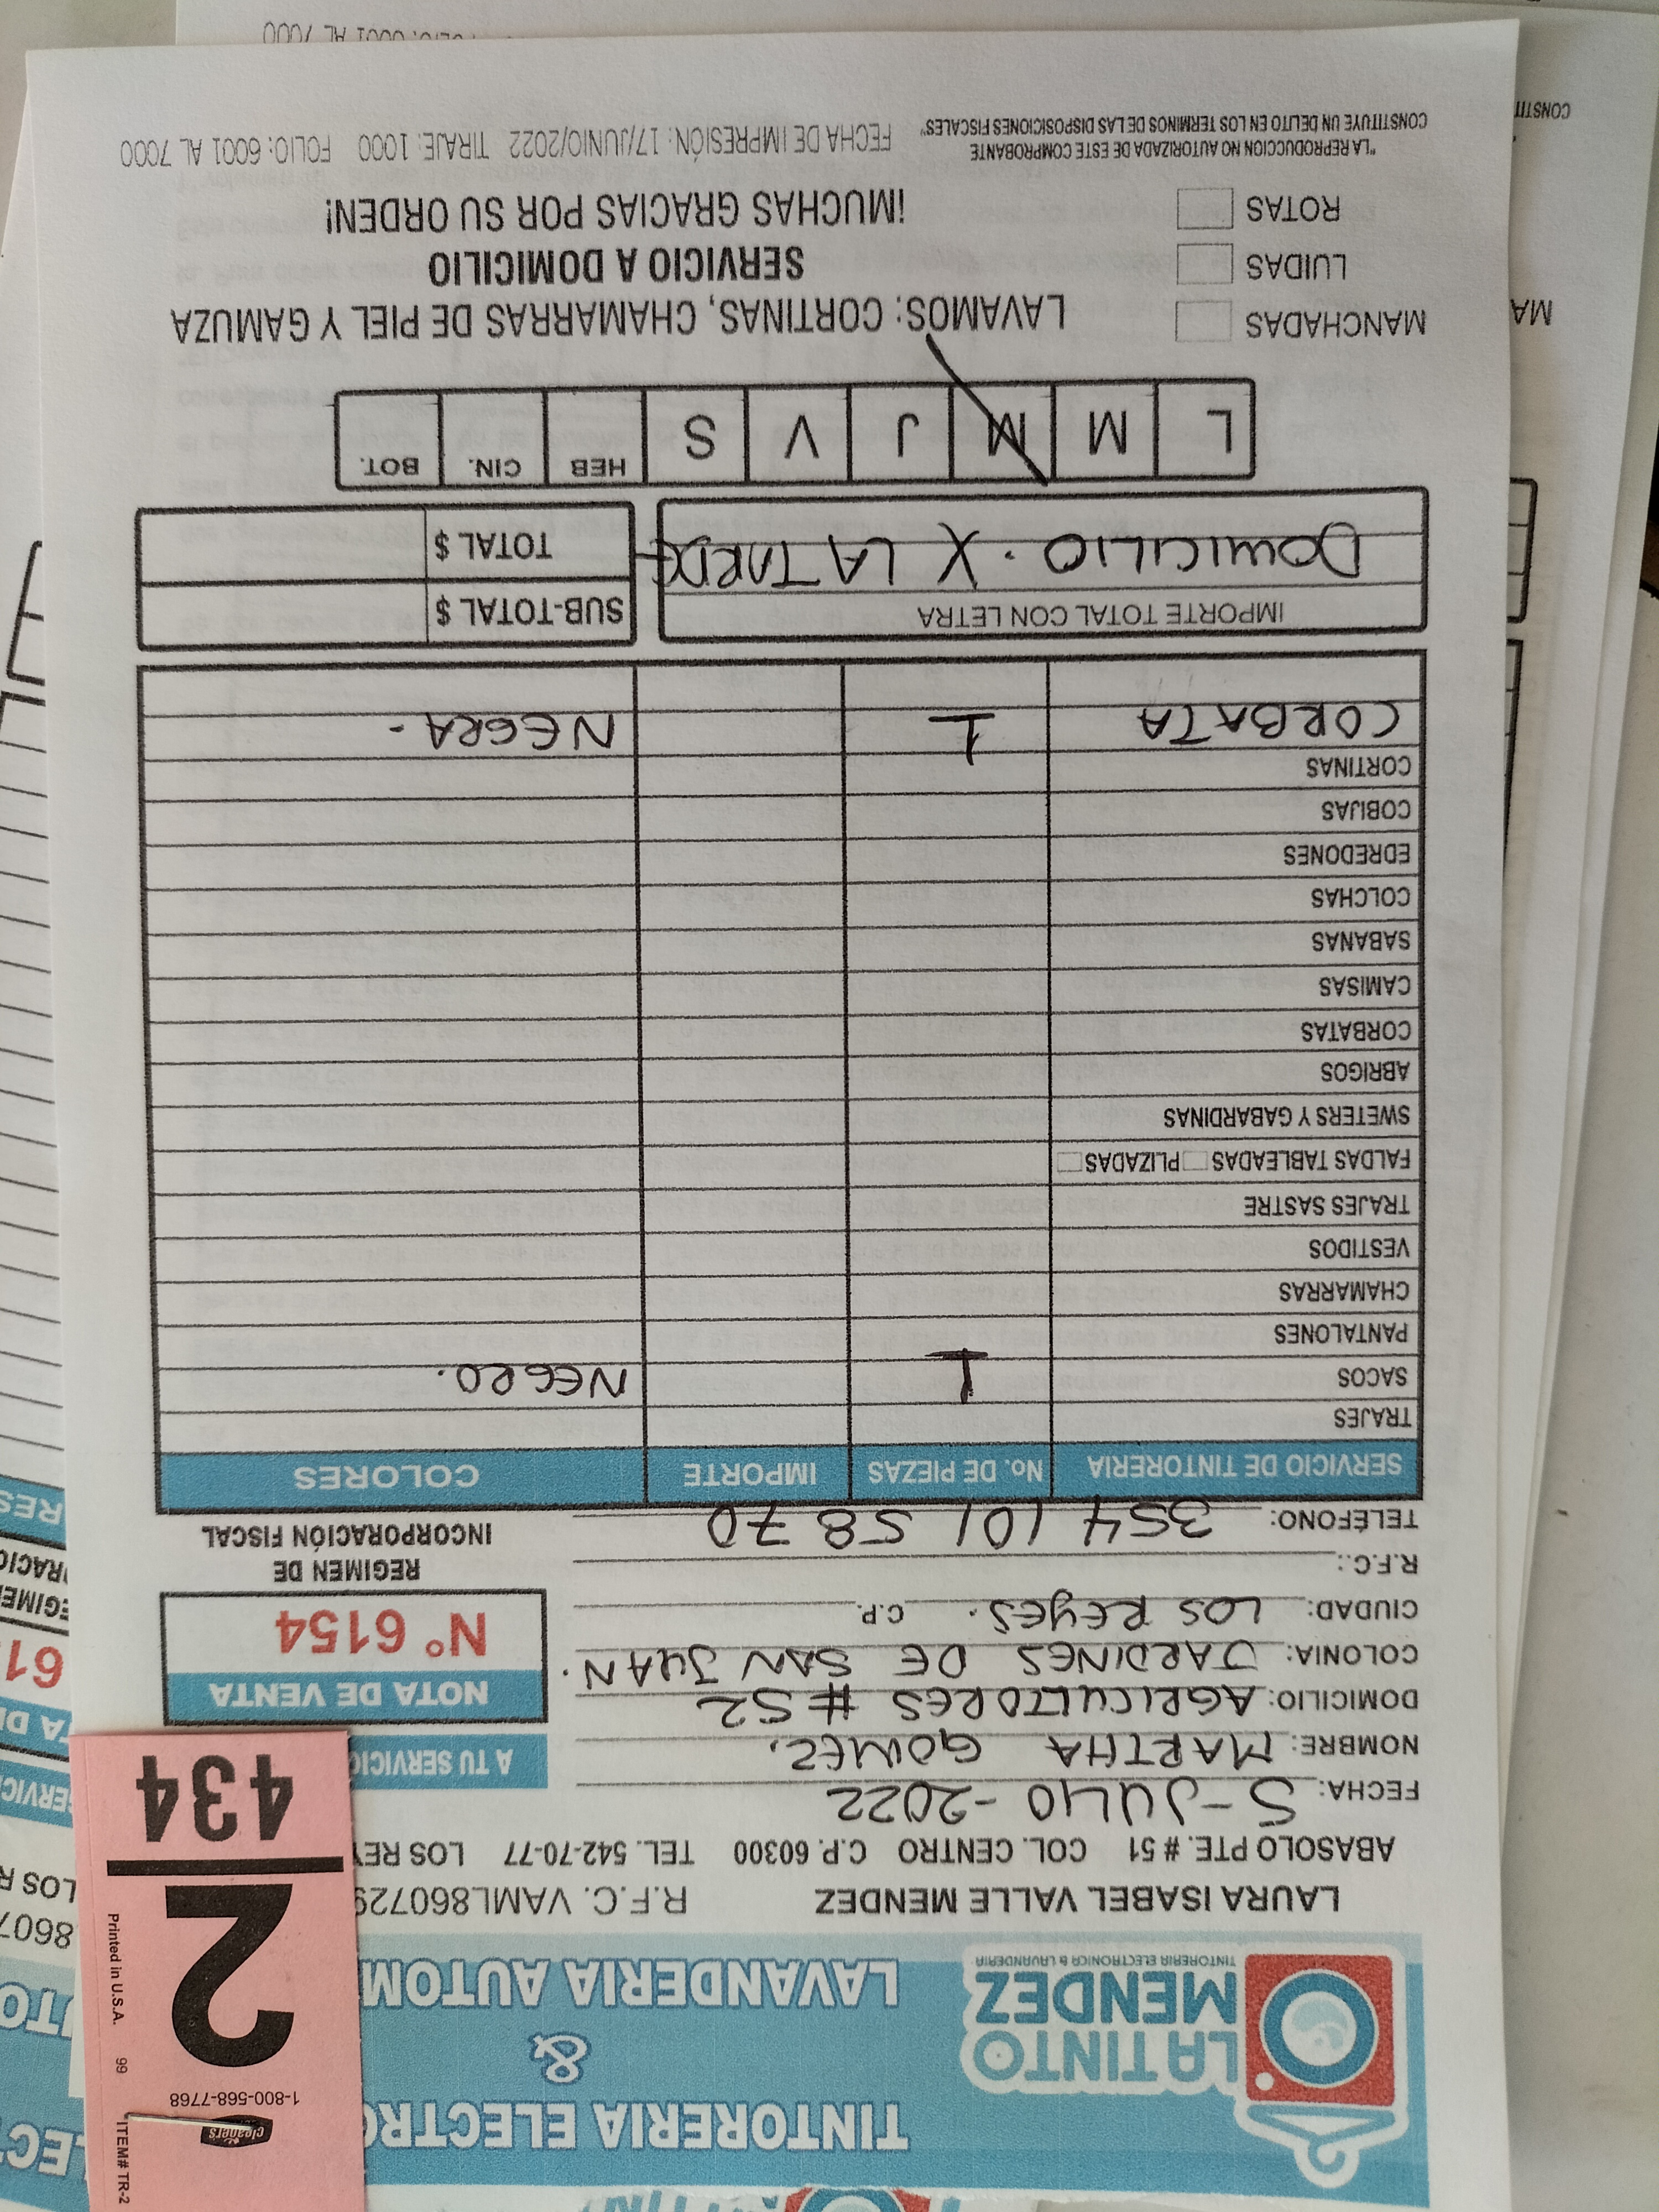 TINTORERIA ELECTRO
&
LAVANDERIA AUTOM
LA TINTO
MENDEZ
TINTORERIA ELECTRONICA & LAVANDERIA
LAURA ISABEL VALLE MENDEZ R.F.C. VAML860729
ABASOLO PTE. # 51 COL. CENTRO C.P. 60300 TEL. 542-70-77 LOS REY
cleaners
1-800-568-7768
ITEM# TR-2
Printed in U.S.A. 99
2
434
FECHA: 5-JULIO-2022
NOMBRE: MARTHA GOMEZ.
DOMICILIO: AGRICULTORES # 52
COLONIA: JARDINES DE SAN JUAN.
CIUDAD: LOS REYES. C.P.
R.F.C.:
TELÉFONO: 354 101 58 70
A TU SERVICIO
NOTA DE VENTA
N° 6154
REGIMEN DE
INCORPORACIÓN FISCAL
SERVICIO DE TINTORERIA No. DE PIEZAS IMPORTE COLORES
TRAJES
SACOS 1 NEGRO.
PANTALONES
CHAMARRAS
VESTIDOS
TRAJES SASTRE
FALDAS TABLEADAS PLIZADAS
SWETERS Y GABARDINAS
ABRIGOS
CORBATAS
CAMISAS
SABANAS
COLCHAS
EDREDONES
COBIJAS
CORTINAS
CORBATA 1 NEGRA-
IMPORTE TOTAL CON LETRA
DOMICILIO. X LA TARDE
SUB-TOTAL $
TOTAL $
L M M J V S HEB CIN. BOT.
MANCHADAS
LUIDAS
ROTAS
LAVAMOS: CORTINAS, CHAMARRAS DE PIEL Y GAMUZA
SERVICIO A DOMICILIO
¡MUCHAS GRACIAS POR SU ORDEN!
"LA REPRODUCCION NO AUTORIZADA DE ESTE COMPROBANTE
CONSTITUYE UN DELITO EN LOS TERMINOS DE LAS DISPOSICIONES FISCALES"
FECHA DE IMPRESIÓN: 17/JUNIO/2022 TIRAJE: 1000 FOLIO: 6001 AL 7000